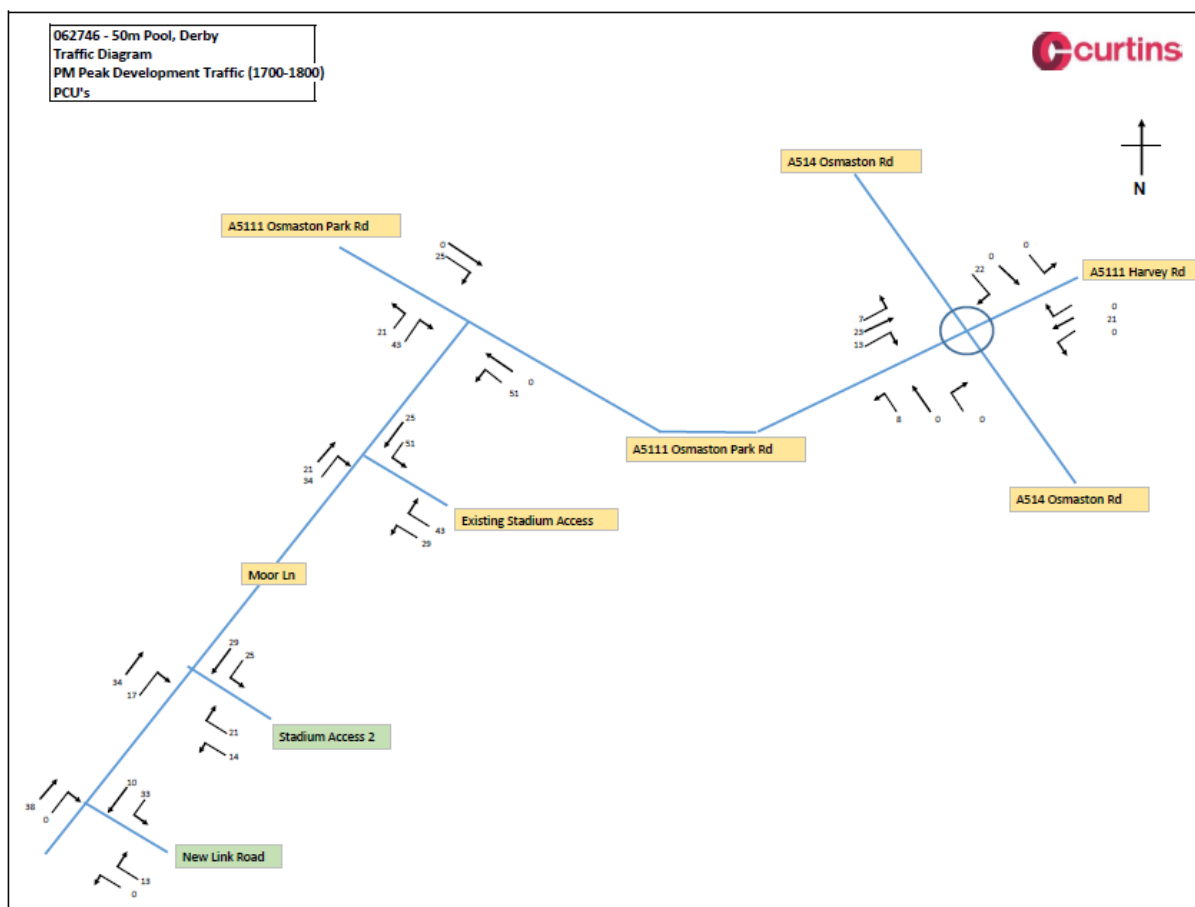 062746 - 50m Pool, Derby
Traffic Diagram
PM Peak Development Traffic (1700-1800)
PCU's
curtins
N
A514 Osmaston Rd
A5111 Osmaston Park Rd
0
25
0
0
22
A5111 Harvey Rd
21
43
7
23
13
0
21
0
0
51
8
0
0
25
51
A5111 Osmaston Park Rd
21
34
A514 Osmaston Rd
Existing Stadium Access
43
29
Moor Ln
29
25
34
17
21
14
Stadium Access 2
10
33
38
0
New Link Road
13
0